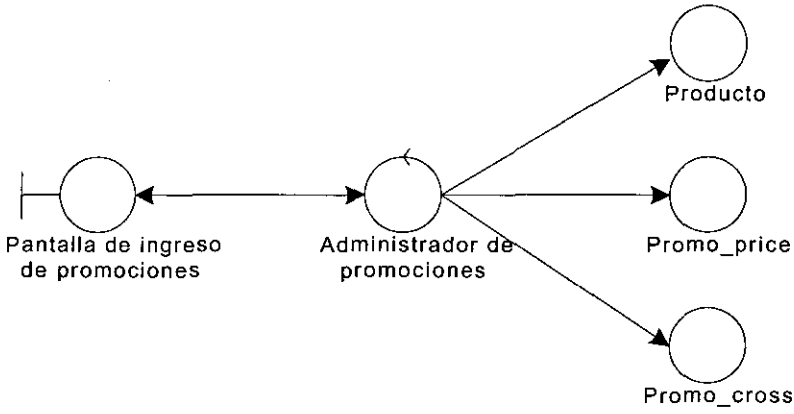 Producto
Pantalla de ingreso
de promociones
Administrador de
promociones
Promo_price
Promo_cross